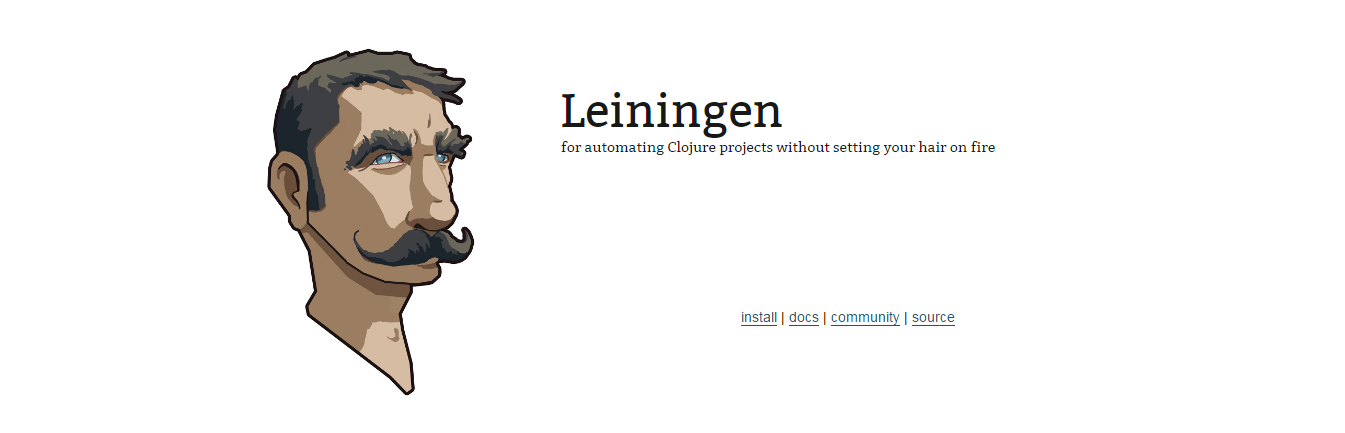 Leiningen
for automating Clojure projects without setting your hair on fire
install | docs | community | source